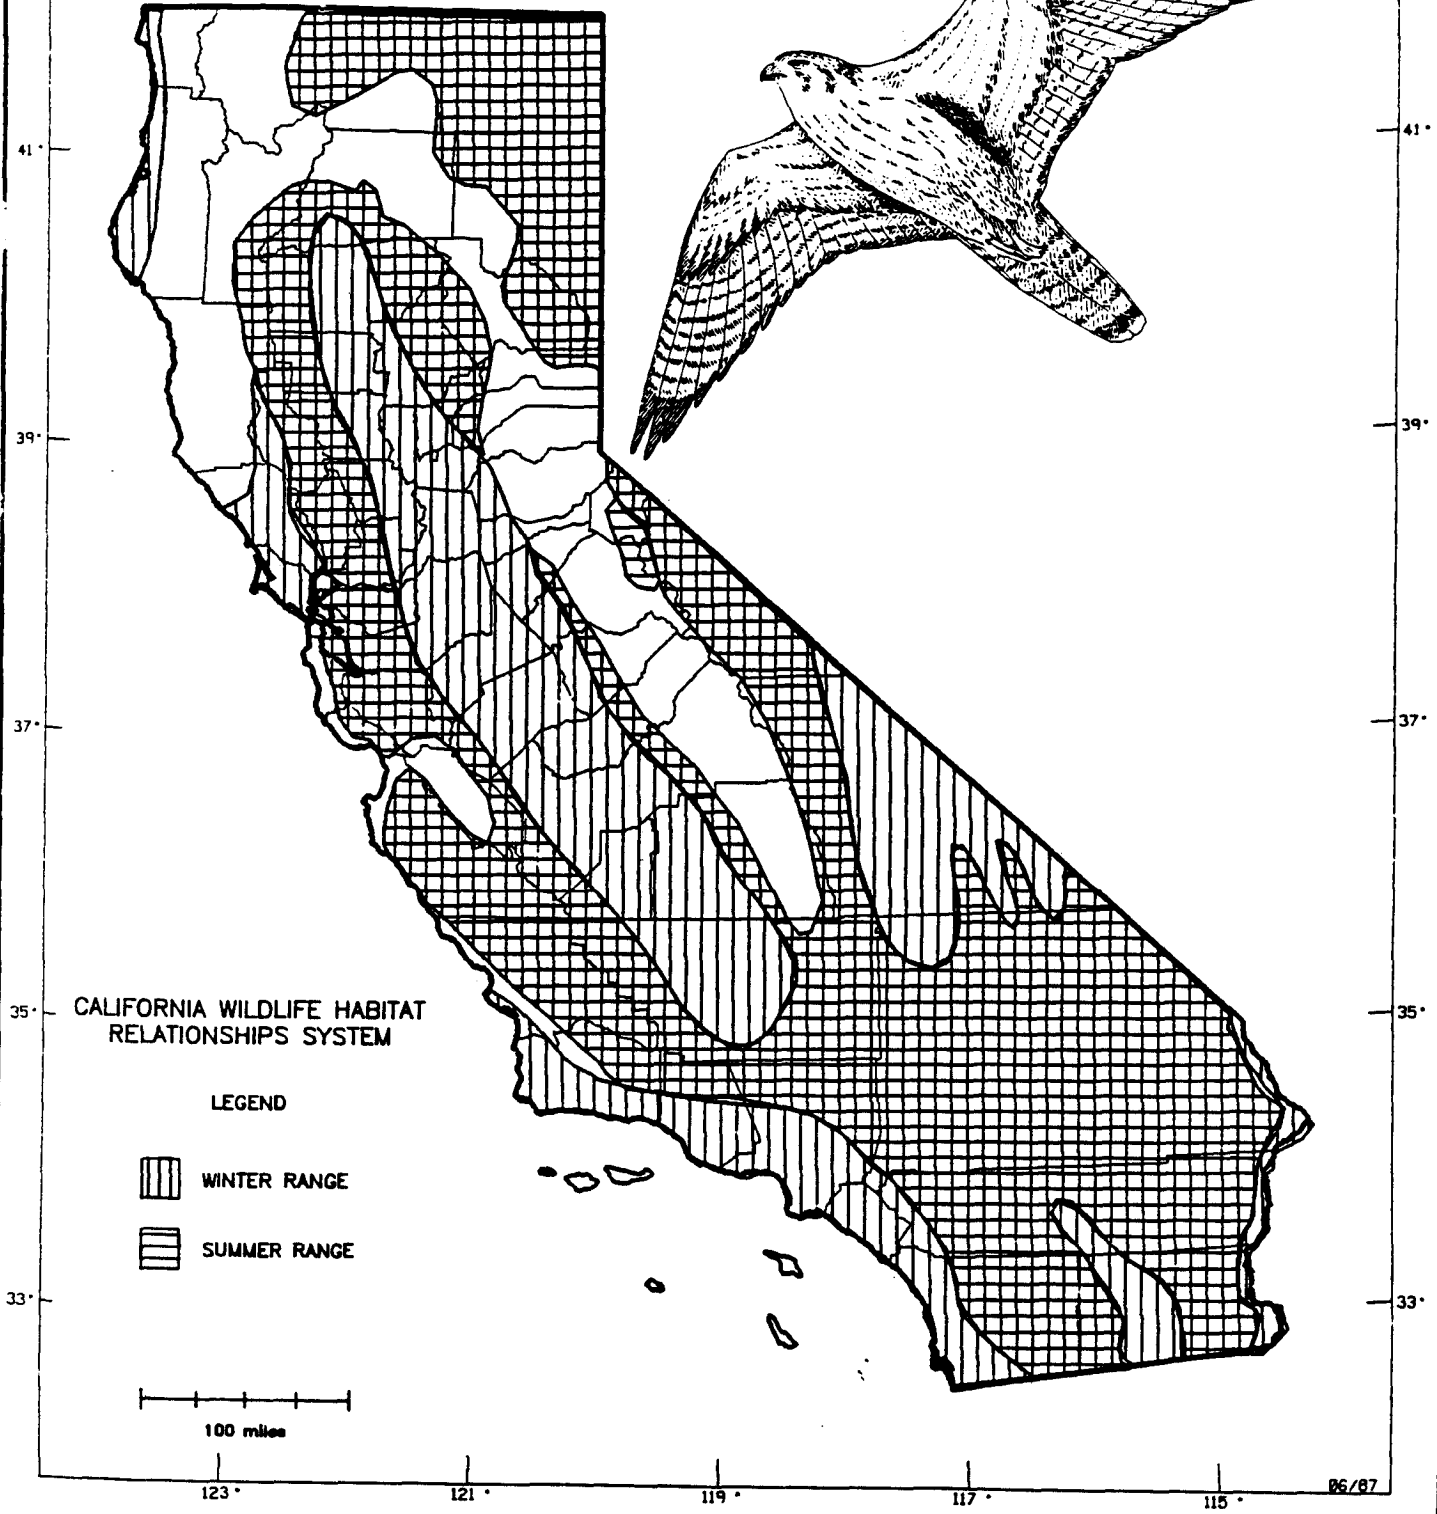 41°
41°
39°
39°
37°
37°
35°
35°
CALIFORNIA WILDLIFE HABITAT
RELATIONSHIPS SYSTEM
LEGEND
WINTER RANGE
SUMMER RANGE
33°
33°
100 miles
06/87
123°
121°
119°
117°
115°